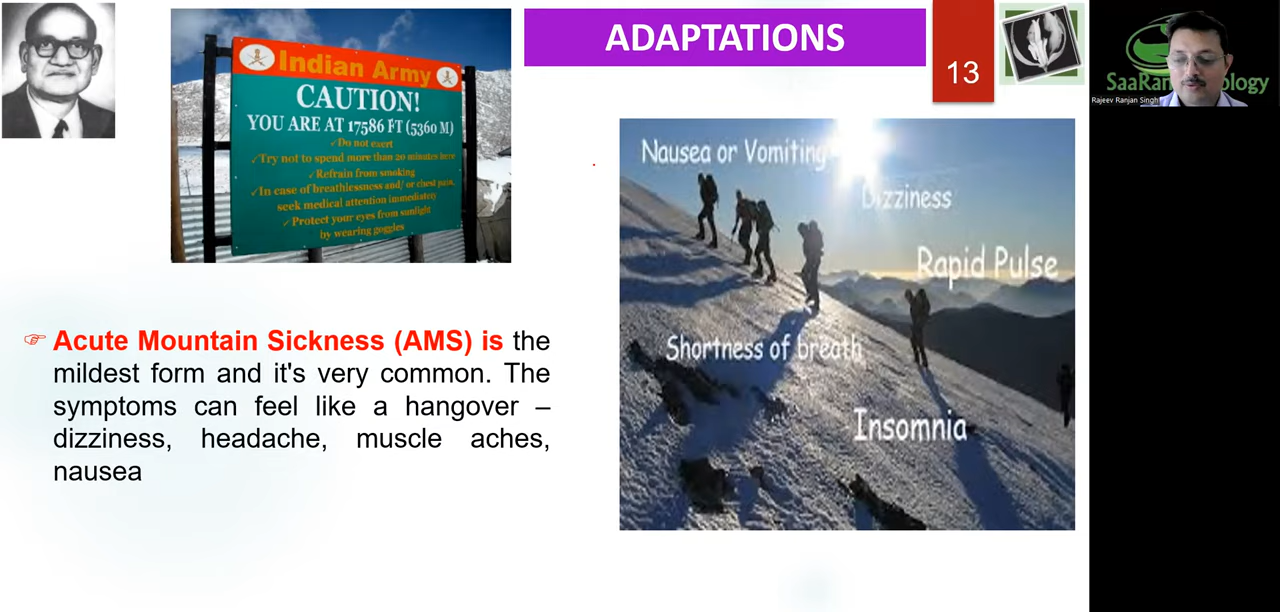 Indian Army
CAUTION!
YOU ARE AT 17586 FT (5360 M)
✓Do not exert
✓Try not to spend more than 20 minutes here
✓Refrain from smoking
✓In case of breathlessness and/ or chest pain,
seek medical attention immediately
✓Protect your eyes from sunlight
by wearing goggles
ADAPTATIONS
13
Rajeev Ranjan Singh
Nausea or Vomiting
Dizziness
Rapid Pulse
Shortness of breath
Insomnia
Acute Mountain Sickness (AMS) is the
mildest form and it's very common. The
symptoms can feel like a hangover –
dizziness, headache, muscle aches,
nausea